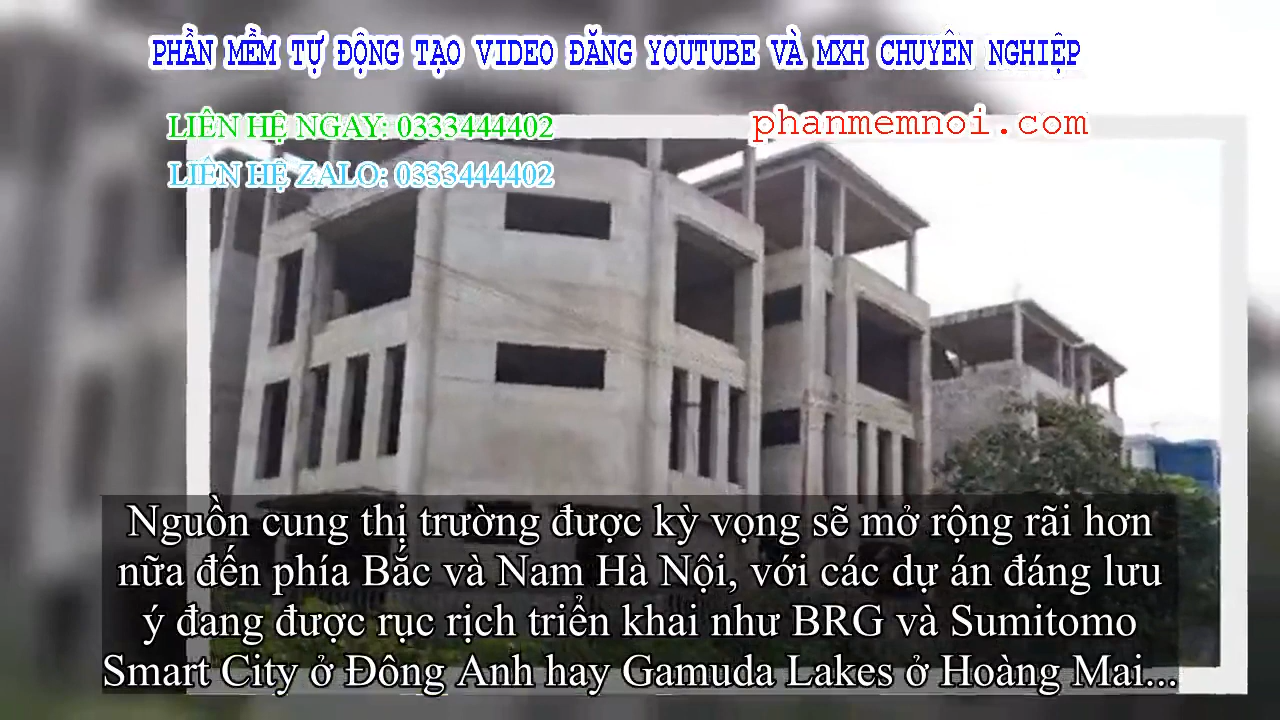 PHẦN MỀM TỰ ĐỘNG TẠO VIDEO ĐĂNG YOUTUBE VÀ MXH CHUYÊN NGHIỆP
LIÊN HỆ NGAY: 0333444402
phanmemnoi.com
LIÊN HỆ ZALO: 0333444402
Nguồn cung thị trường được kỳ vọng sẽ mở rộng rãi hơn
nữa đến phía Bắc và Nam Hà Nội, với các dự án đáng lưu
ý đang được rục rịch triển khai như BRG và Sumitomo
Smart City ở Đông Anh hay Gamuda Lakes ở Hoàng Mai...